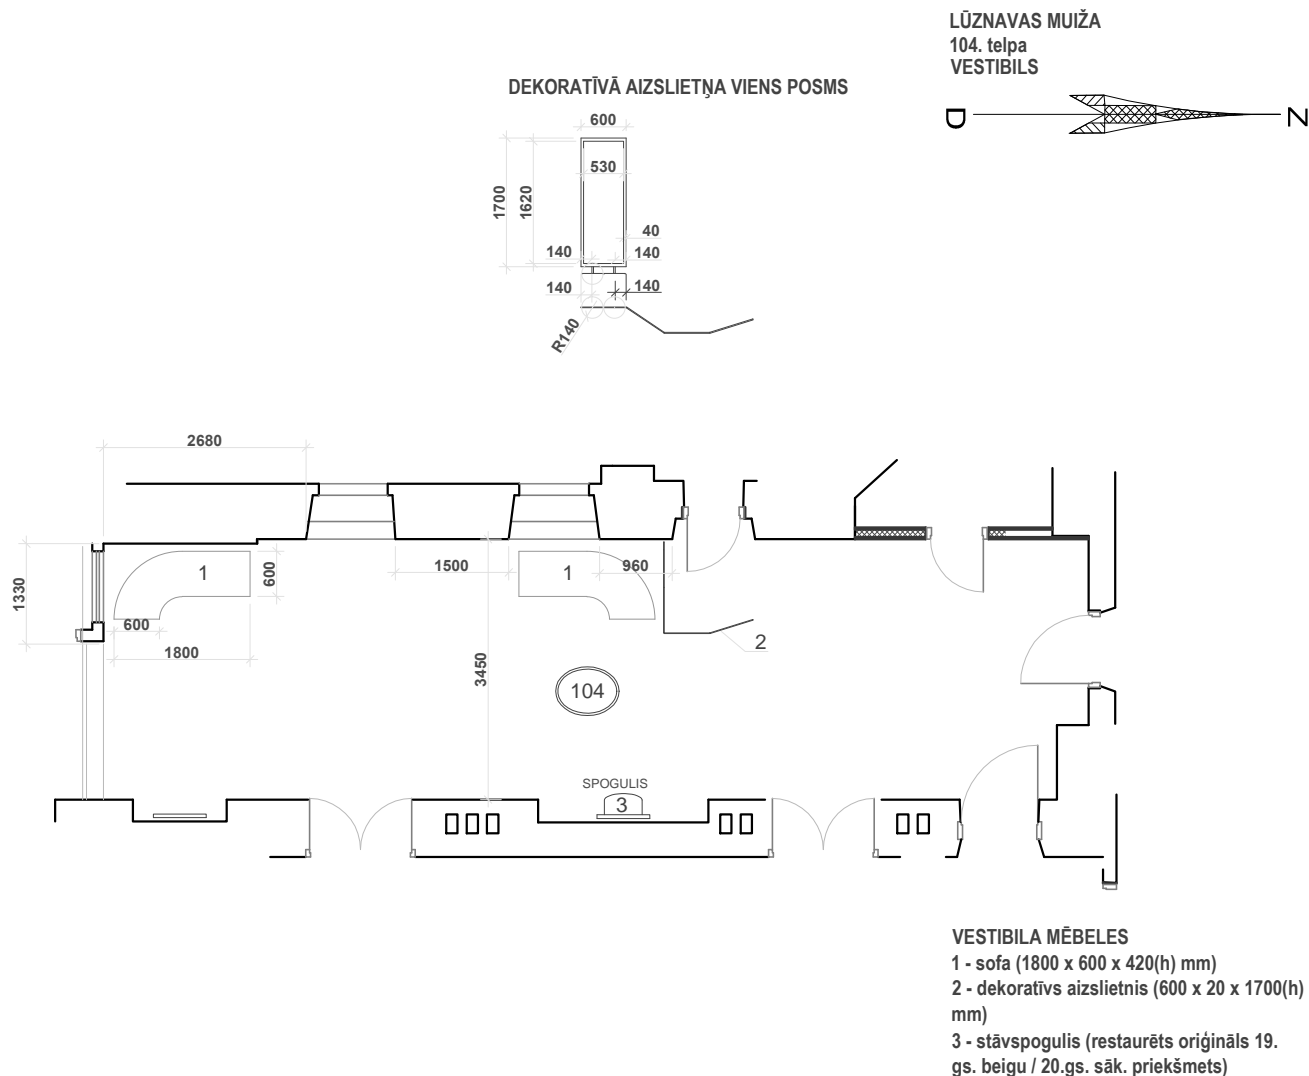 LŪZNAVAS MUIŽA
104. telpa
VESTIBILS
D
Z
DEKORATĪVĀ AIZSLIETŅA VIENS POSMS
600
530
1700
1620
40
140
140
140
140
R140
2680
1330
1
600
600
1800
1500
3450
1
960
2
104
SPOGULIS
3
VESTIBILA MĒBELES
1 - sofa (1800 x 600 x 420(h) mm)
2 - dekoratīvs aizslietnis (600 x 20 x 1700(h)
mm)
3 - stāvspogulis (restaurēts oriģināls 19.
gs. beigu / 20.gs. sāk. priekšmets)